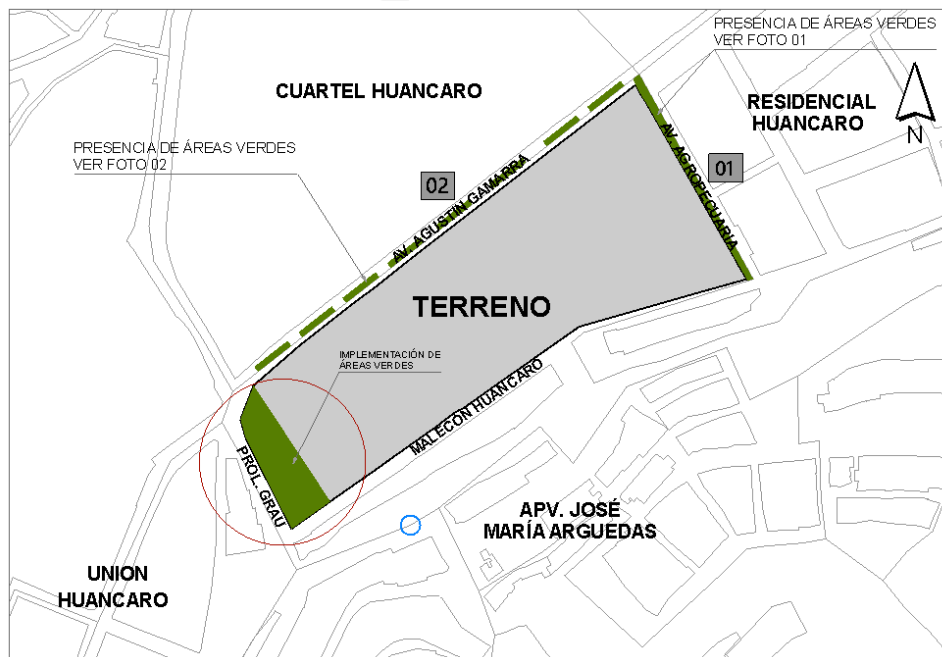 PRESENCIA DE ÁREAS VERDES
VER FOTO 01
CUARTEL HUANCARO
RESIDENCIAL
HUANCARO
N
PRESENCIA DE ÁREAS VERDES
VER FOTO 02
02
01
AV. AGUSTÍN GAMARRA
AV. AGROPECUARIA
TERRENO
IMPLEMENTACIÓN DE
ÁREAS VERDES
MALECÓN HUANCARO
PROL. GRAU
APV. JOSÉ
MARÍA ARGUEDAS
UNION
HUANCARO